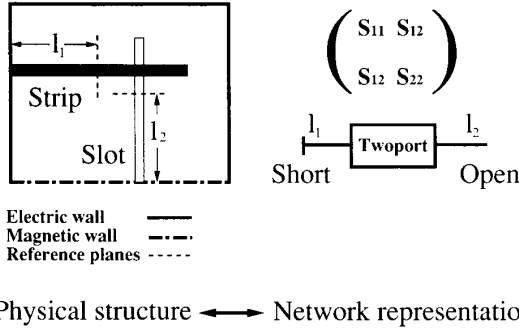 l1
Strip
l2
Slot
S11 S12
S12 S22
l1 l2
Twoport
Short Open
Electric wall
Magnetic wall
Reference planes
Physical structure Network representatio